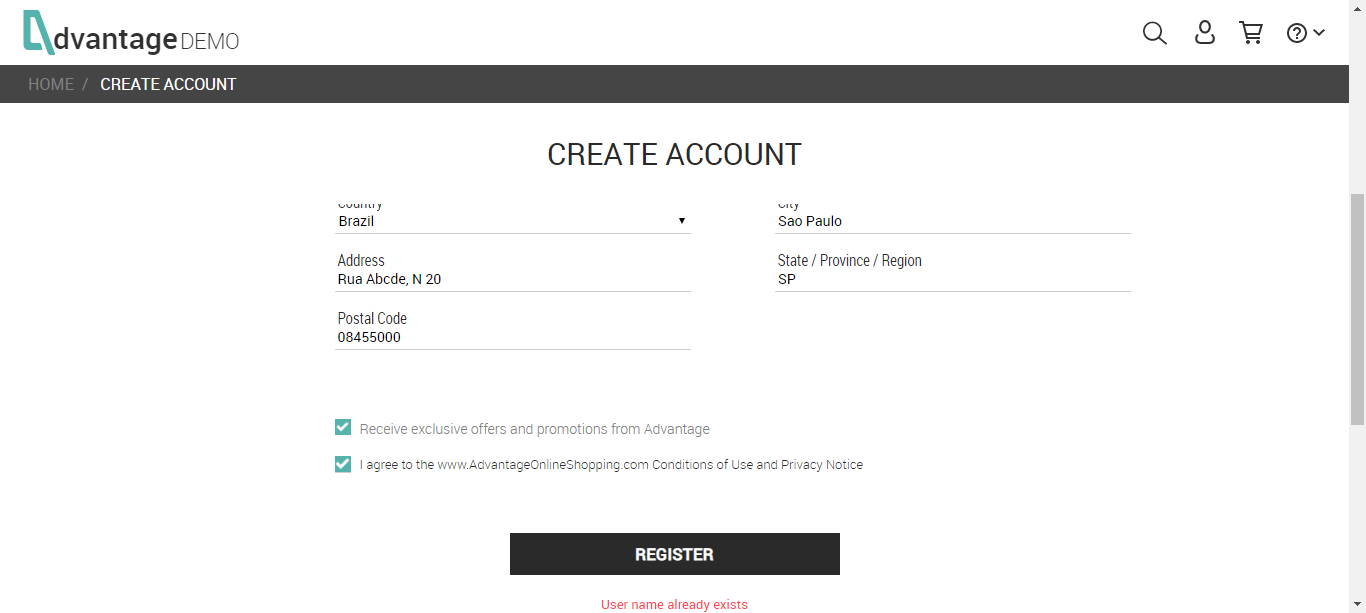 dvantage DEMO
HOME / CREATE ACCOUNT
CREATE ACCOUNT
Country City
Brazil Sao Paulo
Address State / Province / Region
Rua Abcde, N 20 SP
Postal Code
08455000
Receive exclusive offers and promotions from Advantage
I agree to the www.AdvantageOnlineShopping.com Conditions of Use and Privacy Notice
REGISTER
User name already exists